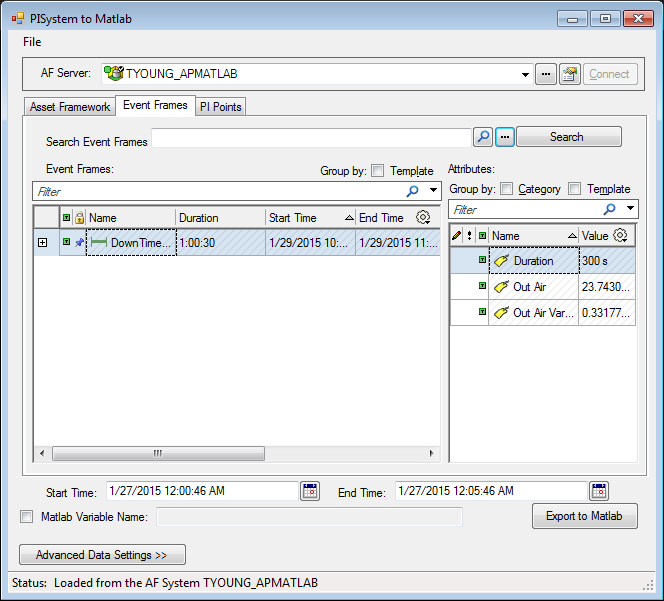 PISystem to Matlab
File
AF Server: TYOUNG_APMATLAB ... Connect
Asset Framework Event Frames PI Points
Search Event Frames ... Search
Event Frames: Group by: Template
Filter
Name Duration Start Time End Time
DownTime... 1:00:30 1/29/2015 10:... 1/29/2015 11:...
Attributes:
Group by: Category Template
Filter
! Name Value
Duration 300 s
Out Air 23.7430...
Out Air Var... 0.33177...
Start Time: 1/27/2015 12:00:46 AM End Time: 1/27/2015 12:05:46 AM
Matlab Variable Name: Export to Matlab
Advanced Data Settings >>
Status: Loaded from the AF System TYOUNG_APMATLAB